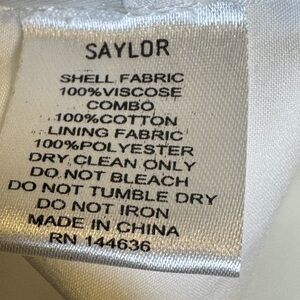 SAYLOR
SHELL FABRIC
100%VISCOSE
COMBO
100%COTTON
LINING FABRIC
100%POLYESTER
DRY CLEAN ONLY
DO NOT BLEACH
DO NOT TUMBLE DRY
DO NOT IRON
MADE IN CHINA
RN 144636